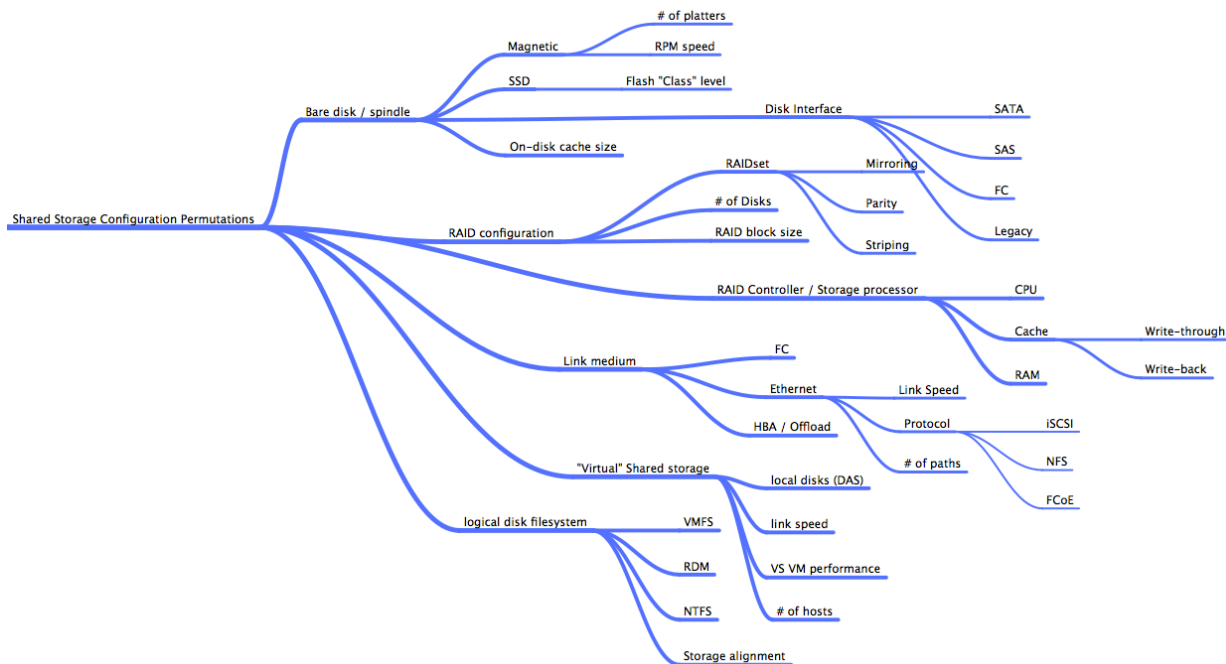 # of platters
Magnetic
RPM speed
SSD
Flash "Class" level
Bare disk / spindle
Disk Interface
SATA
On-disk cache size
SAS
RAIDset
Mirroring
FC
# of Disks
Parity
Shared Storage Configuration Permutations
RAID configuration
RAID block size
Legacy
Striping
RAID Controller / Storage processor
CPU
Cache
Write-through
Link medium
FC
RAM
Write-back
Ethernet
Link Speed
HBA / Offload
Protocol
iSCSI
"Virtual" Shared storage
# of paths
NFS
local disks (DAS)
FCoE
logical disk filesystem
VMFS
link speed
RDM
VS VM performance
NTFS
# of hosts
Storage alignment